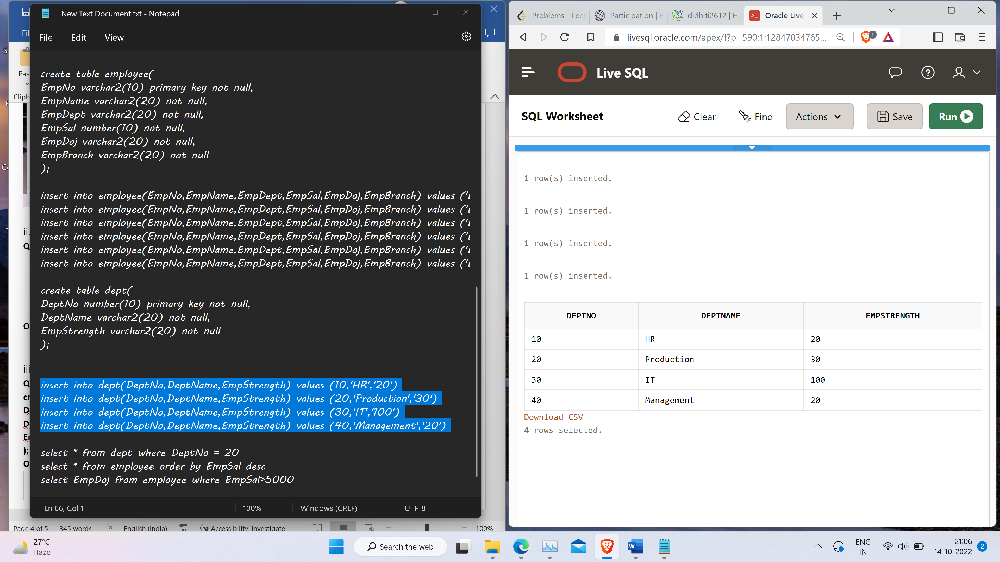 New Text Document.txt - Notepad
File Edit View
create table employee(
EmpNo varchar2(10) primary key not null,
EmpName varchar2(20) not null,
EmpDept varchar2(20) not null,
EmpSal number(10) not null,
EmpDoj varchar2(20) not null,
EmpBranch varchar2(20) not null
);
insert into employee(EmpNo,EmpName,EmpDept,EmpSal,EmpDoj,EmpBranch) values ('
insert into employee(EmpNo,EmpName,EmpDept,EmpSal,EmpDoj,EmpBranch) values ('
insert into employee(EmpNo,EmpName,EmpDept,EmpSal,EmpDoj,EmpBranch) values ('
insert into employee(EmpNo,EmpName,EmpDept,EmpSal,EmpDoj,EmpBranch) values ('
insert into employee(EmpNo,EmpName,EmpDept,EmpSal,EmpDoj,EmpBranch) values ('
insert into employee(EmpNo,EmpName,EmpDept,EmpSal,EmpDoj,EmpBranch) values ('
create table dept(
DeptNo number(10) primary key not null,
DeptName varchar2(20) not null,
EmpStrength varchar2(20) not null
);
insert into dept(DeptNo,DeptName,EmpStrength) values (10,'HR','20')
insert into dept(DeptNo,DeptName,EmpStrength) values (20,'Production','30')
insert into dept(DeptNo,DeptName,EmpStrength) values (30,'IT','100')
insert into dept(DeptNo,DeptName,EmpStrength) values (40,'Management','20')
select * from dept where DeptNo = 20
select * from employee order by EmpSal desc
select EmpDoj from employee where EmpSal>5000
Ln 66, Col 1 100% Windows (CRLF) UTF-8
Fil
Pas
Clipb
ii.
Q
O
iii
Q
cr
D
D
Er
);
O
Page 4 of 5 345 words English (India) Accessibility: Investigate 100%
Problems - Leet Participation | H didhiti2612 | Ho Oracle Live
livesql.oracle.com/apex/f?p=590:1:12847034765... 1
Live SQL
SQL Worksheet Clear Find Actions Save Run
1 row(s) inserted.
1 row(s) inserted.
1 row(s) inserted.
1 row(s) inserted.
DEPTNO DEPTNAME EMPSTRENGTH
10 HR 20
20 Production 30
30 IT 100
40 Management 20
Download CSV
4 rows selected.
27°C
Haze
Search the web
ENG
IN
21:06
14-10-2022
2